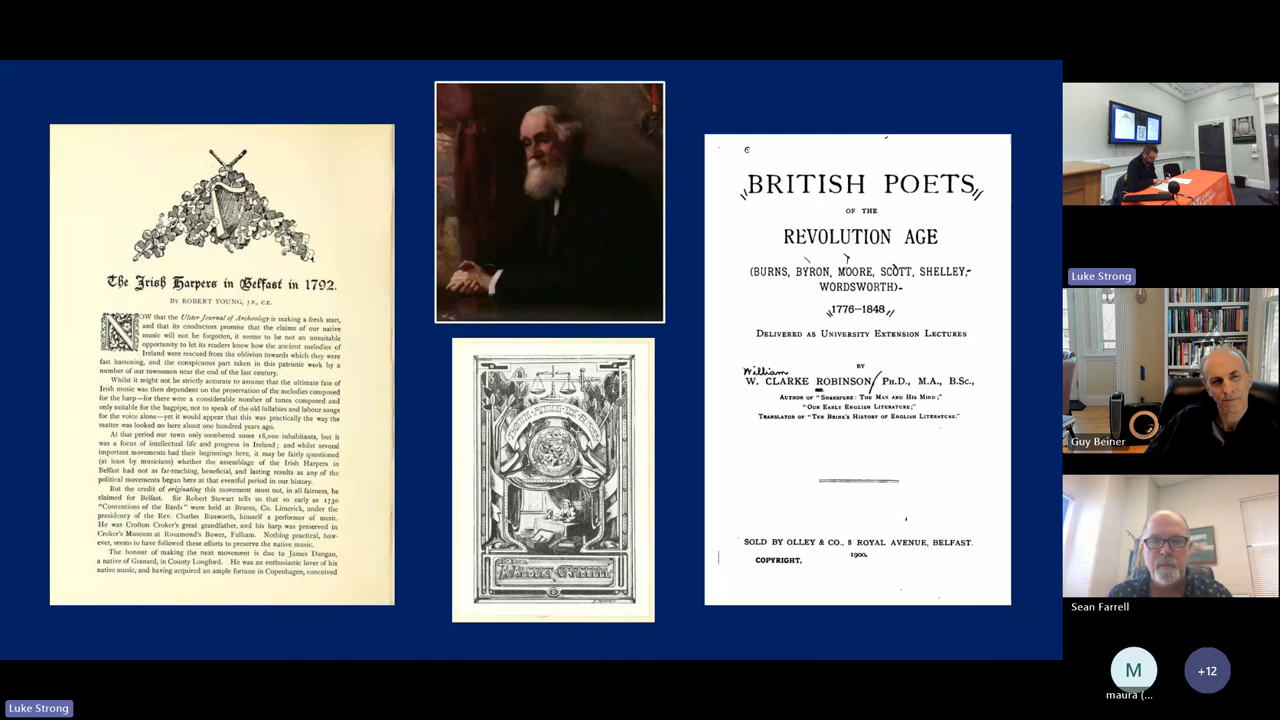 The Irish Harpers in Belfast in 1792.
BY ROBERT YOUNG, J.P., C.E.
NOW that the Ulster Journal of Archæology is making a fresh start,
and that its conductors promise that the claims of our native
music will not be forgotten, it seems to be not an unsuitable
opportunity to let its readers know how the ancient melodies of
Ireland were rescued from the oblivion towards which they were
fast hastening, and the conspicuous part taken in this patriotic work by a
number of our townsmen near the end of the last century.
Whilst it might not be strictly accurate to assume that the ultimate fate of
Irish music was then dependent on the preservation of the melodies composed
for the harp—for there were a considerable number of tunes composed and
only suitable for the bagpipe, not to speak of the old lullabies and labour songs
for the voice alone—yet it would appear that this was practically the way the
matter was looked on here about one hundred years ago.
At that period our town only numbered some 18,000 inhabitants, but it
was a focus of intellectual life and progress in Ireland; and whilst several
important movements had their beginnings here, it may be fairly questioned
(at least by musicians) whether the assemblage of the Irish Harpers in
Belfast had not as far-reaching, beneficial, and lasting results as any of the
political movements begun here at that eventful period in our history.
But the credit of originating this movement must not, in all fairness, be
claimed for Belfast. Sir Robert Stewart tells us that so early as 1730
"Contentions of the Bards" were held at Bruree, Co. Limerick, under the
presidency of the Rev. Charles Bunworth, himself a performer of merit.
He was Crofton Croker's great grandfather, and his harp was preserved in
Croker's Museum at Rosamond's Bower, Fulham. Nothing practical, how-
ever, seems to have followed these efforts to preserve the native music.
The honour of making the next movement is due to James Dungan,
a native of Granard, in County Longford. He was an enthusiastic lover of his
native music, and having acquired an ample fortune in Copenhagen, conceived
BRITISH POETS
OF THE
REVOLUTION AGE
(BURNS, BYRON, MOORE, SCOTT, SHELLEY,
WORDSWORTH)
1776–1848
DELIVERED AS UNIVERSITY EXTENSION LECTURES
BY
William
W. CLARKE ROBINSON, PH.D., M.A., B.SC.,
AUTHOR OF "SHAKSPERE: THE MAN AND HIS MIND;"
"OUR EARLY ENGLISH LITERATURE;"
TRANSLATOR OF "TEN BRINK'S HISTORY OF ENGLISH LITERATURE."
SOLD BY OLLEY & CO., 8 ROYAL AVENUE, BELFAST.
1900.
COPYRIGHT.
Luke Strong
Guy Beiner
Sean Farrell
M
+12
maura (...
Luke Strong